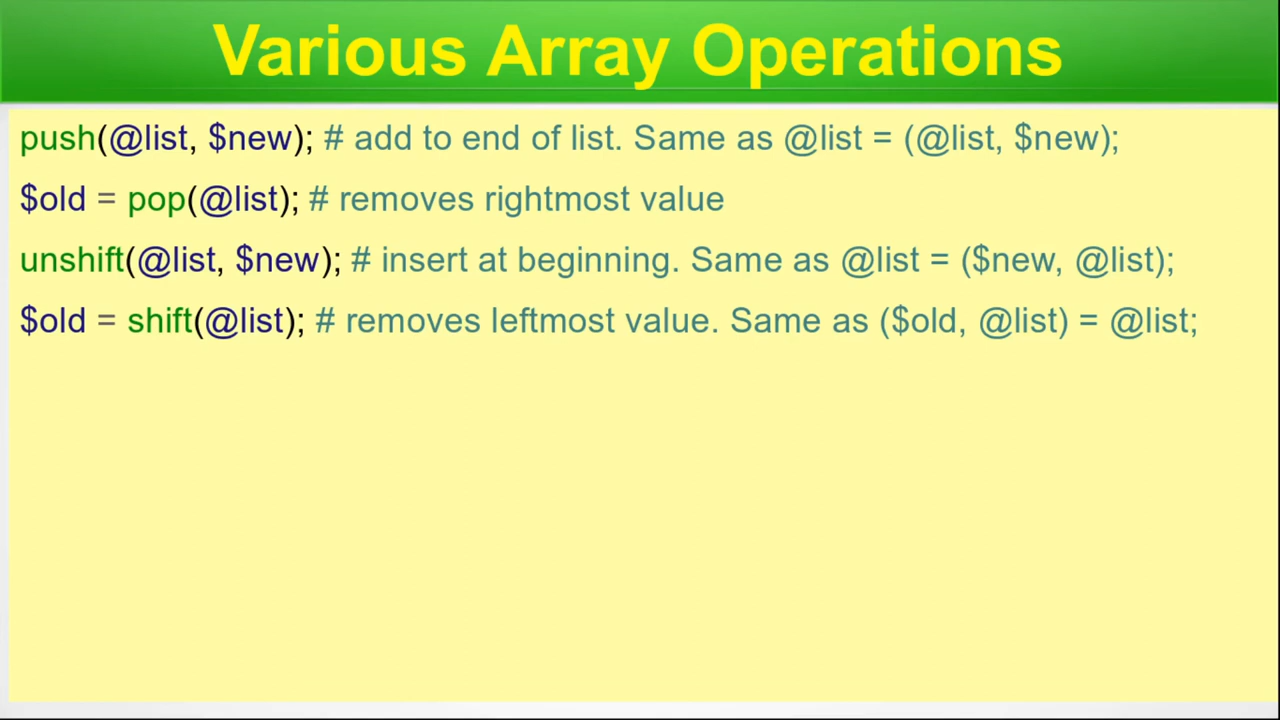 Various Array Operations
push(@list, $new); # add to end of list. Same as @list = (@list, $new);
$old = pop(@list); # removes rightmost value
unshift(@list, $new); # insert at beginning. Same as @list = ($new, @list);
$old = shift(@list); # removes leftmost value. Same as ($old, @list) = @list;